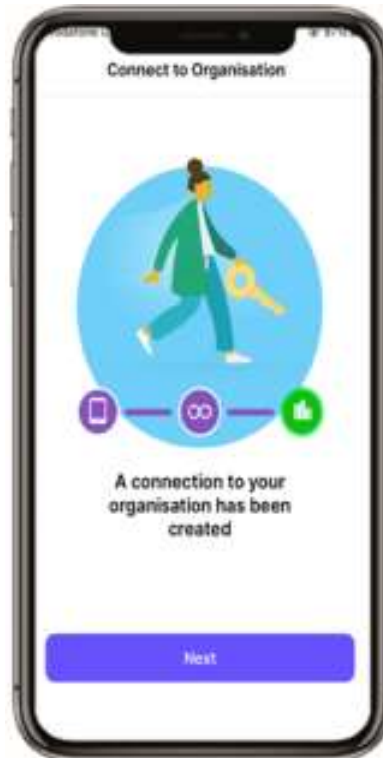 Connect to Organisation
A connection to your
organisation has been
created
Next